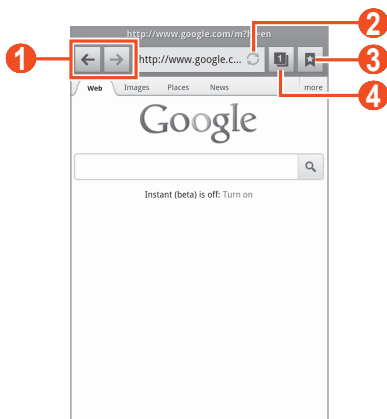 http://www.google.com/m?hl=en
2
1
http://www.google.c...
1
3
4
Web Images Places News more
Google
Instant (beta) is off: Turn on